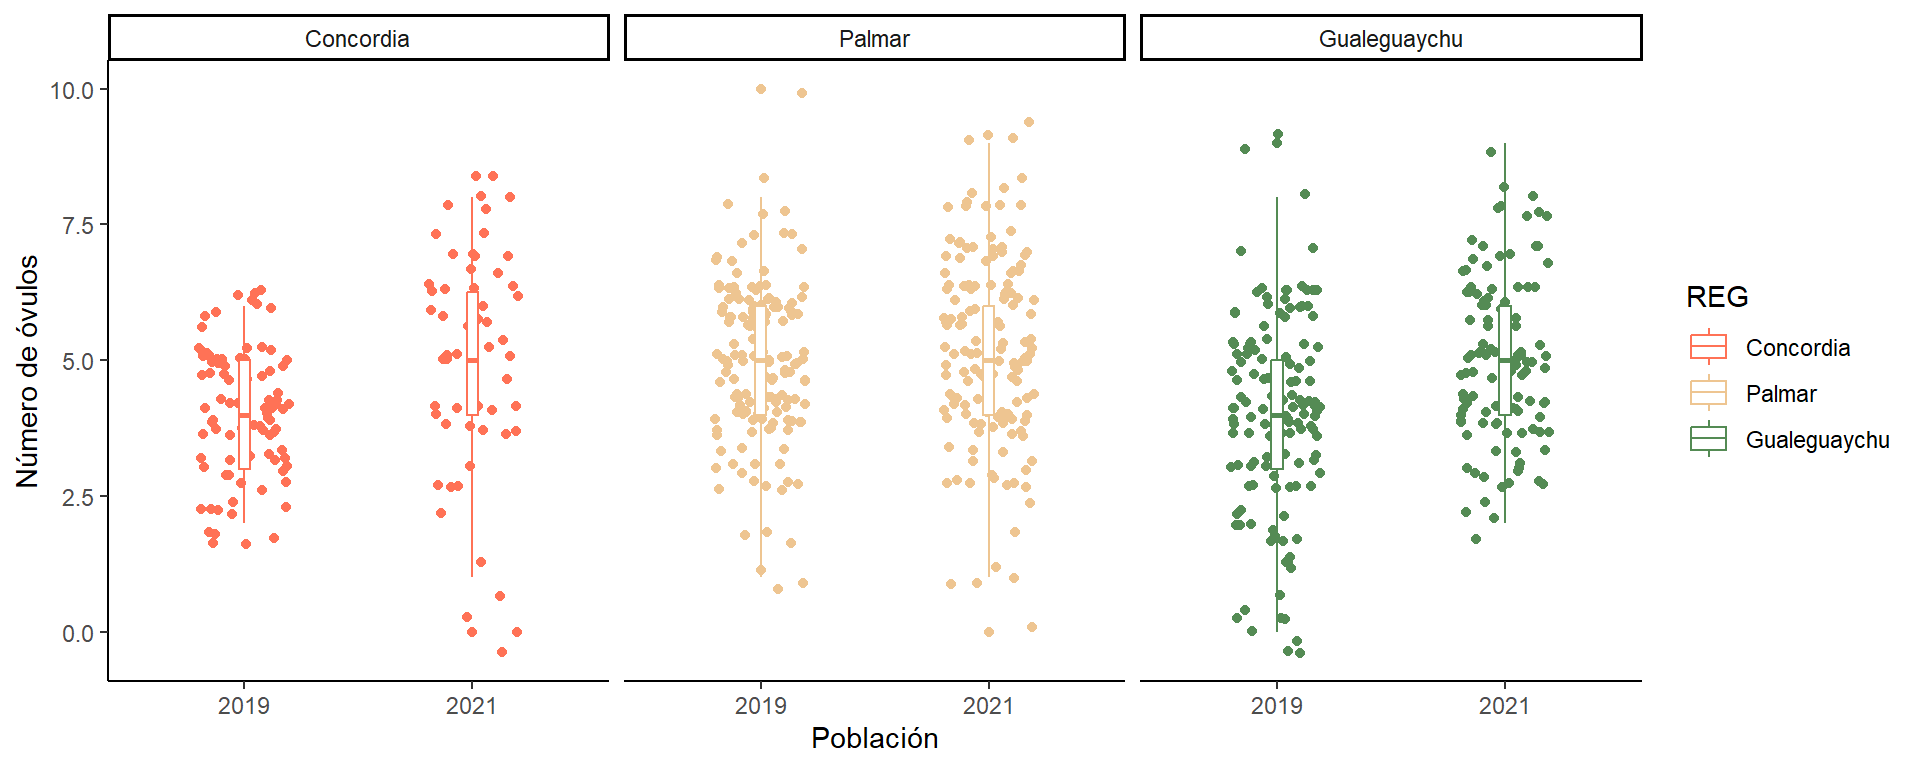 Concordia
Palmar
Gualeguaychu
10.0
7.5
5.0
2.5
0.0
Número de óvulos
2019
2021
2019
2021
2019
2021
Población
REG
Concordia
Palmar
Gualeguaychu